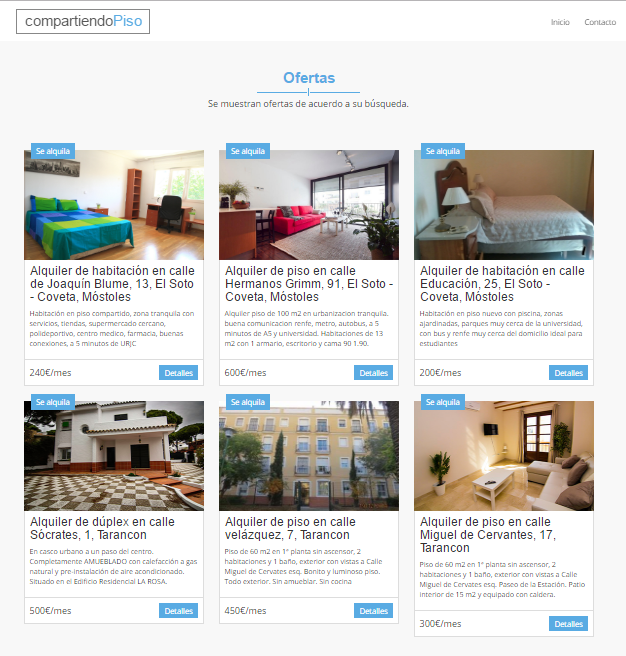 compartiendoPiso
Inicio Contacto
Ofertas
Se muestran ofertas de acuerdo a su búsqueda.
Se alquila
Alquiler de habitación en calle
de Joaquín Blume, 13, El Soto
- Coveta, Móstoles
Habitación en piso compartido, zona tranquila con
servicios, tiendas, supermercado cercano,
polideportivo, centro medico, farmacia, buenas
conexiones, a 5 minutos de URJC
240€/mes Detalles
Se alquila
Alquiler de piso en calle
Hermanos Grimm, 91, El Soto -
Coveta, Móstoles
Alquiler piso de 100 m2 en urbanizacion tranquila.
buena comunicacion renfe, metro, autobus, a 5
minutos de A5 y universidad. Habitaciones de 13
m2 con 1 armario, escritorio y cama 90 1.90.
600€/mes Detalles
Se alquila
Alquiler de habitación en calle
Educación, 25, El Soto -
Coveta, Móstoles
Habitación en piso nuevo con piscina, zonas
ajardinadas, parques muy cerca de la universidad,
con bus y renfe muy cerca del domicilio ideal para
estudiantes
200€/mes Detalles
Se alquila
Alquiler de dúplex en calle
Sócrates, 1, Tarancon
En casco urbano a un paso del centro.
Completamente AMUEBLADO con calefacción a gas
natural y pre-instalación de aire acondicionado.
Situado en el Edificio Residencial LA ROSA.
500€/mes Detalles
Se alquila
Alquiler de piso en calle
velázquez, 7, Tarancon
Piso de 60 m2 en 1ª planta sin ascensor, 2
habitaciones y 1 baño, exterior con vistas a Calle
Miguel de Cervates esq. Bonito y luminoso piso.
Todo exterior. Sin amueblar. Sin cocina
450€/mes Detalles
Se alquila
Alquiler de piso en calle
Miguel de Cervantes, 17,
Tarancon
Piso de 60 m2 en 1ª planta sin ascensor, 2
habitaciones y 1 baño, exterior con vistas a Calle
Miguel de Cervates esq. Paseo de la Estación. Patio
interior de 15 m2 y equipado con caldera.
300€/mes Detalles